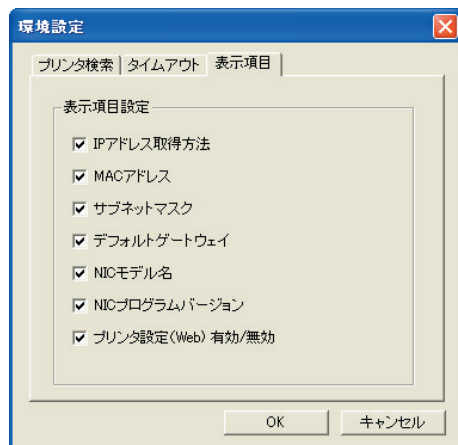 環境設定
プリンタ検索 タイムアウト 表示項目
表示項目設定
IPアドレス取得方法
MACアドレス
サブネットマスク
デフォルトゲートウェイ
NICモデル名
NICプログラムバージョン
プリンタ設定(Web) 有効/無効
OK キャンセル